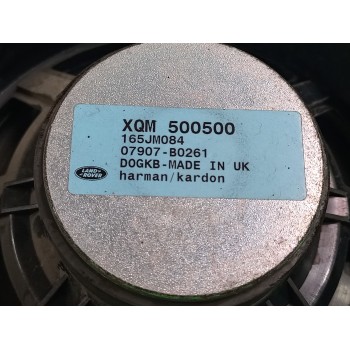 XQM 500500
165JM084
07907-B0261
DOGKB-MADE IN UK
LAND-
ROVER
harman/kardon